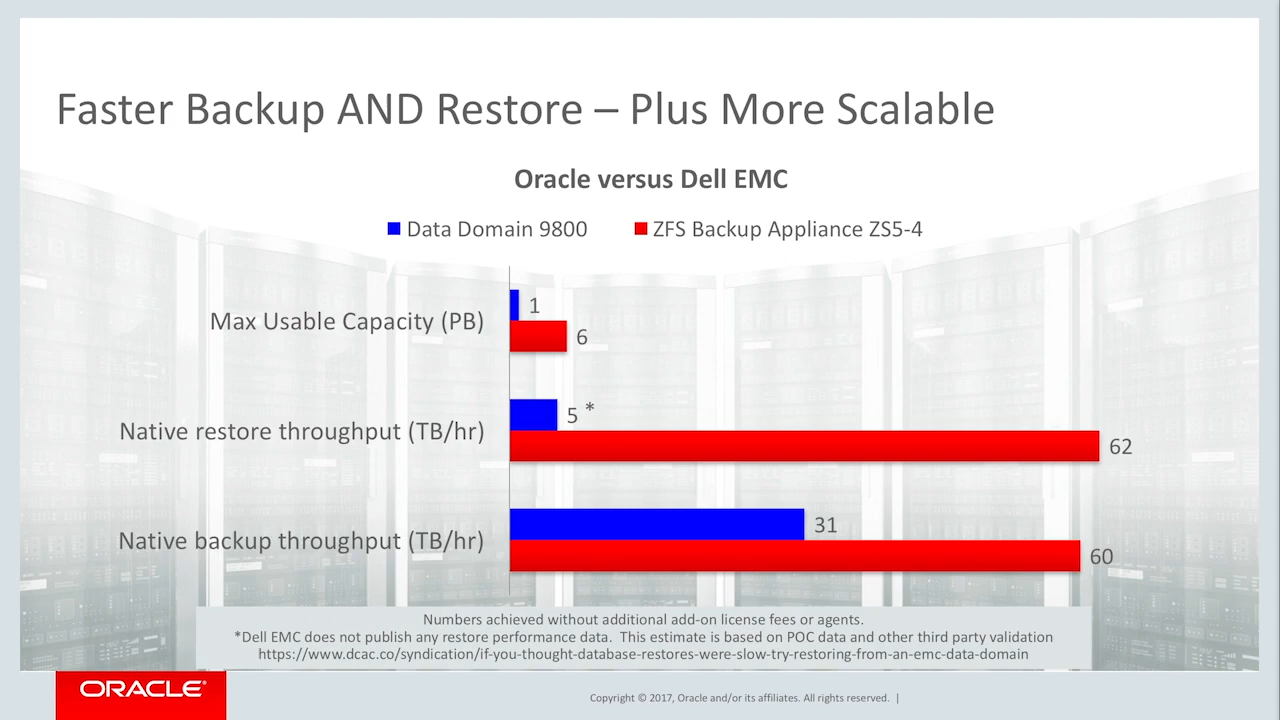 Faster Backup AND Restore – Plus More Scalable
Oracle versus Dell EMC
Data Domain 9800 ZFS Backup Appliance ZS5-4
Max Usable Capacity (PB)
1
6
Native restore throughput (TB/hr)
5 *
62
Native backup throughput (TB/hr)
31
60
Numbers achieved without additional add-on license fees or agents.
*Dell EMC does not publish any restore performance data. This estimate is based on POC data and other third party validation
https://www.dcac.co/syndication/if-you-thought-database-restores-were-slow-try-restoring-from-an-emc-data-domain
ORACLE®
Copyright © 2017, Oracle and/or its affiliates. All rights reserved. |